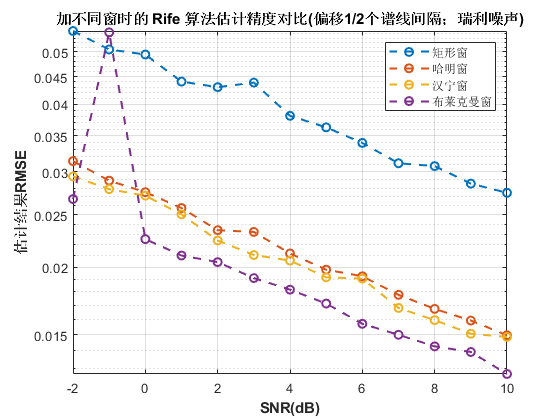 加不同窗时的 Rife 算法估计精度对比(偏移1/2个谱线间隔；瑞利噪声)
矩形窗
哈明窗
汉宁窗
布莱克曼窗
估计结果RMSE
0.05
0.045
0.04
0.035
0.03
0.025
0.02
0.015
-2 0 2 4 6 8 10
SNR(dB)